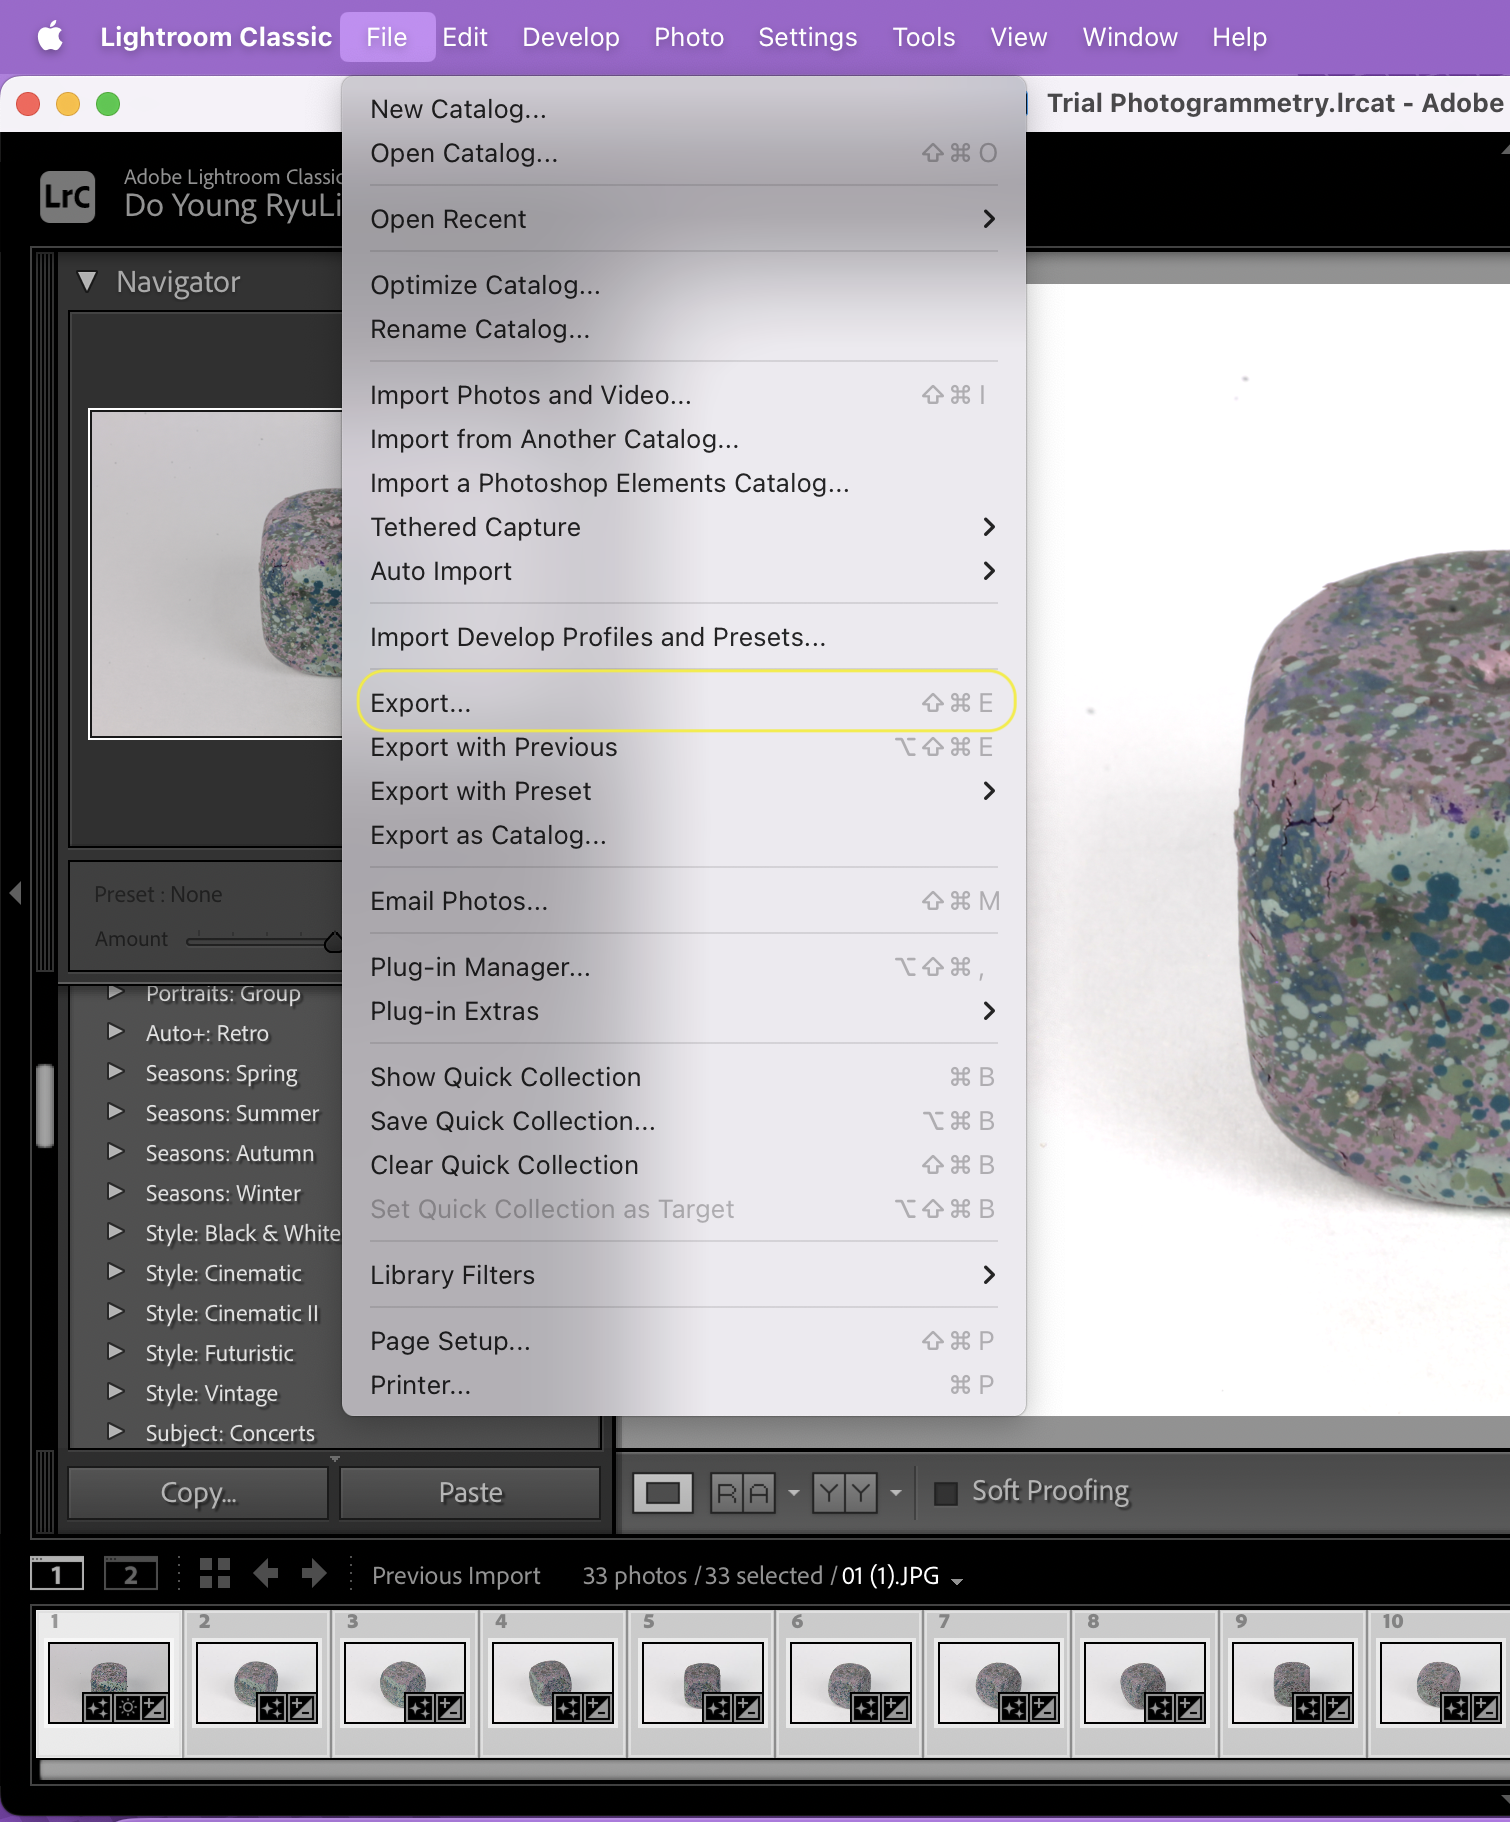 Lightroom Classic File Edit Develop Photo Settings Tools View Window Help
Trial Photogrammetry.lrcat - Adobe
LrC
Adobe Lightroom Classic
Do Young RyuLi
Navigator
New Catalog...
Open Catalog... ⇧ ⌘ O
Open Recent
Optimize Catalog...
Rename Catalog...
Import Photos and Video... ⇧ ⌘ I
Import from Another Catalog...
Import a Photoshop Elements Catalog...
Tethered Capture
Auto Import
Import Develop Profiles and Presets...
Export... ⇧ ⌘ E
Export with Previous ⌥ ⇧ ⌘ E
Export with Preset
Export as Catalog...
Email Photos... ⇧ ⌘ M
Plug-in Manager... ⌥ ⇧ ⌘ ,
Plug-in Extras
Show Quick Collection ⌘ B
Save Quick Collection... ⌥ ⌘ B
Clear Quick Collection ⇧ ⌘ B
Set Quick Collection as Target ⌥ ⇧ ⌘ B
Library Filters
Page Setup... ⇧ ⌘ P
Printer... ⌘ P
Preset : None
Amount
Portraits: Group
Auto+: Retro
Seasons: Spring
Seasons: Summer
Seasons: Autumn
Seasons: Winter
Style: Black & White
Style: Cinematic
Style: Cinematic II
Style: Futuristic
Style: Vintage
Subject: Concerts
Copy... Paste
R A Y Y Soft Proofing
1 2 Previous Import 33 photos / 33 selected / 01 (1).JPG
1 2 3 4 5 6 7 8 9 10